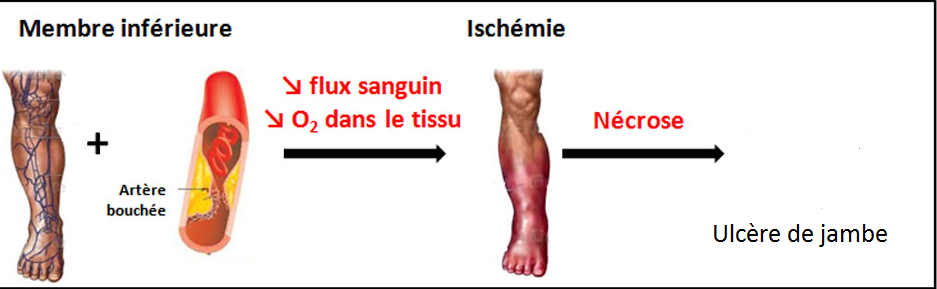 Membre inférieure
Ischémie
↘ flux sanguin
↘ O₂ dans le tissu
Nécrose
+
Artère
bouchée
Ulcère de jambe